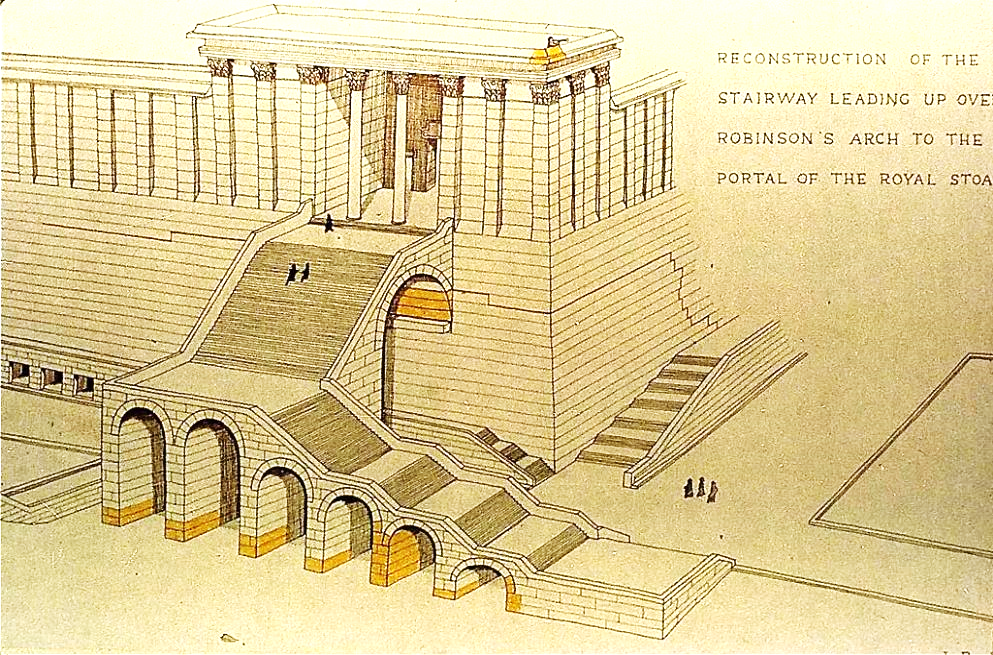 RECONSTRUCTION OF THE
STAIRWAY LEADING UP OVE
ROBINSON'S ARCH TO THE
PORTAL OF THE ROYAL STOA